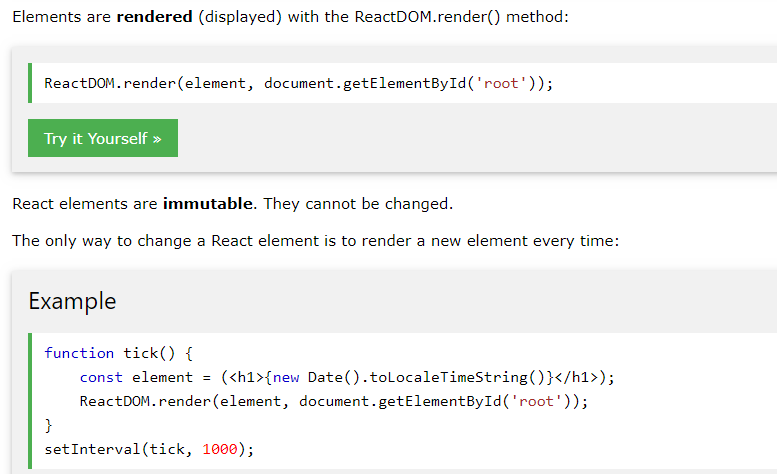 Elements are rendered (displayed) with the ReactDOM.render() method:
ReactDOM.render(element, document.getElementById('root'));
Try it Yourself »
React elements are immutable. They cannot be changed.
The only way to change a React element is to render a new element every time:
Example
function tick() {
    const element = (<h1>{new Date().toLocaleTimeString()}</h1>);
    ReactDOM.render(element, document.getElementById('root'));
}
setInterval(tick, 1000);